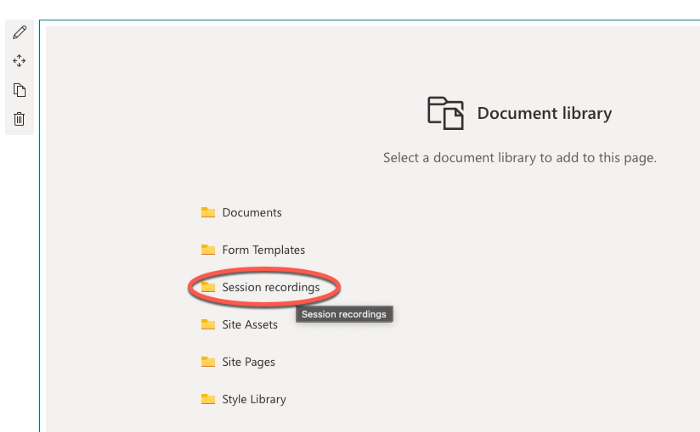 Document library
Select a document library to add to this page.
Documents
Form Templates
Session recordings
Session recordings
Site Assets
Site Pages
Style Library